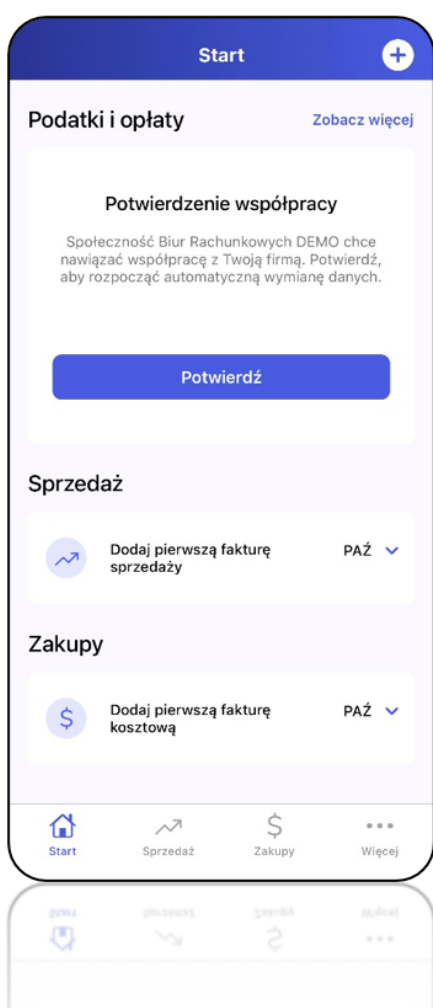 Start
Podatki i opłaty
Zobacz więcej
Potwierdzenie współpracy
Społeczność Biur Rachunkowych DEMO chce
nawiązać współpracę z Twoją firmą. Potwierdź,
aby rozpocząć automatyczną wymianę danych.
Potwierdź
Sprzedaż
Dodaj pierwszą fakturę
sprzedaży
PAŹ
Zakupy
Dodaj pierwszą fakturę
kosztową
PAŹ
Start
Sprzedaż
Zakupy
Więcej